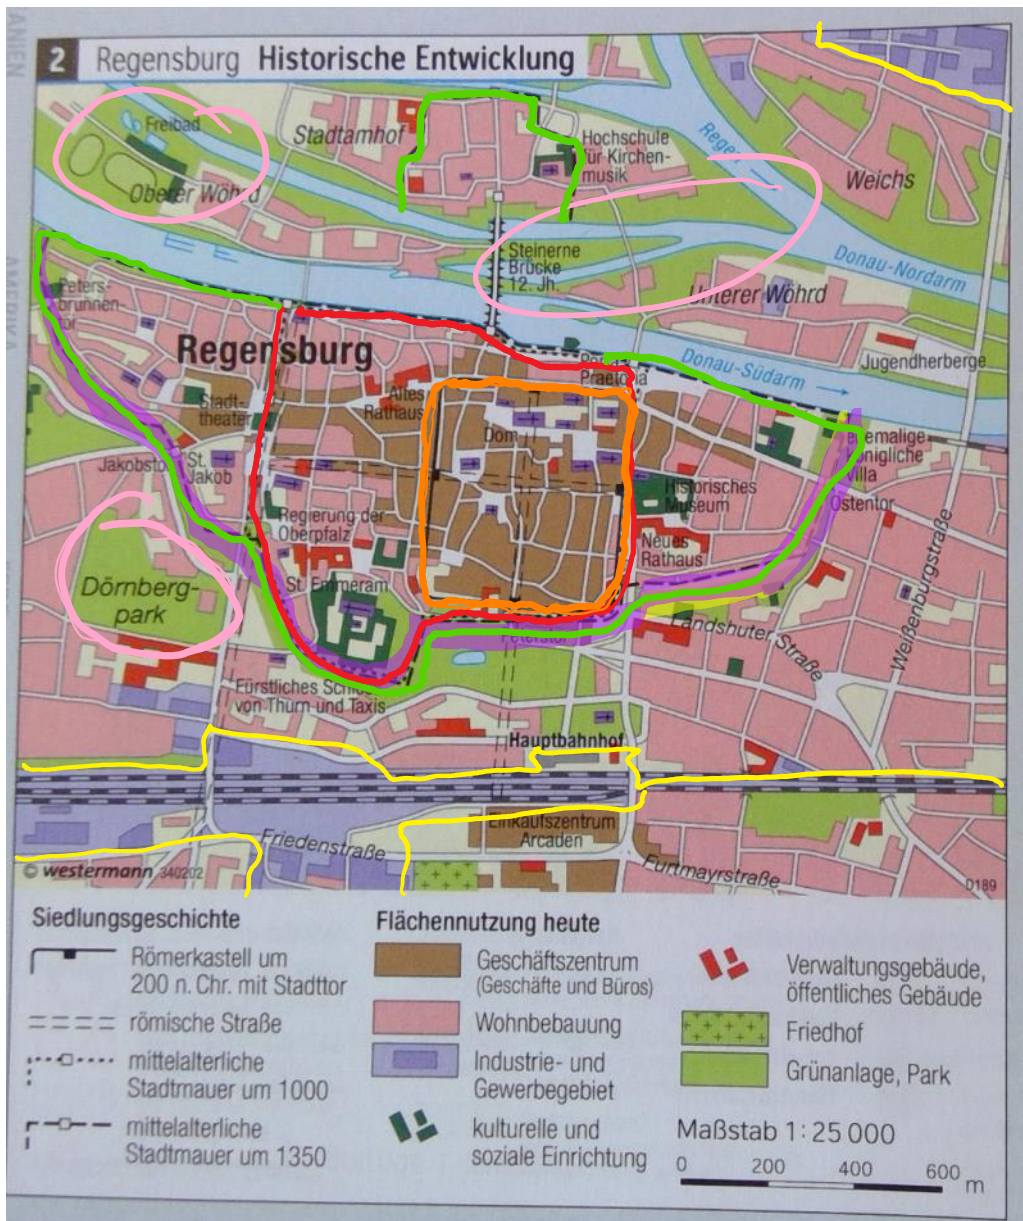 2 Regensburg Historische Entwicklung
Freibad
Stadtamhof
Oberer Wöhrd
Hochschule
für Kirchen-
musik
Regen
Weichs
Steinerne
Brücke
12. Jh.
Donau-Nordarm
Unterer Wöhrd
Peters-
brunnen-
tor
Regensburg
Donau-Südarm
Jugendherberge
Porta
Praetoria
Altes
Rathaus
Stadt-
theater
Dom
ehemalige
königliche
Villa
Jakobstor
St.
Jakob
Historisches
Museum
Ostentor
Regierung der
Oberpfalz
Neues
Rathaus
Dörnberg-
park
St. Emmeram
Peterstor
Landshuter Straße
Weißenburgstraße
Fürstliches Schloss
von Thurn und Taxis
Hauptbahnhof
Einkaufszentrum
Arcaden
Friedenstraße
Furtmayrstraße
© westermann 340202
D189
Siedlungsgeschichte
Römerkastell um
200 n. Chr. mit Stadttor
römische Straße
mittelalterliche
Stadtmauer um 1000
mittelalterliche
Stadtmauer um 1350
Flächennutzung heute
Geschäftszentrum
(Geschäfte und Büros)
Wohnbebauung
Industrie- und
Gewerbegebiet
kulturelle und
soziale Einrichtung
Verwaltungsgebäude,
öffentliches Gebäude
Friedhof
Grünanlage, Park
Maßstab 1:25 000
0 200 400 600 m